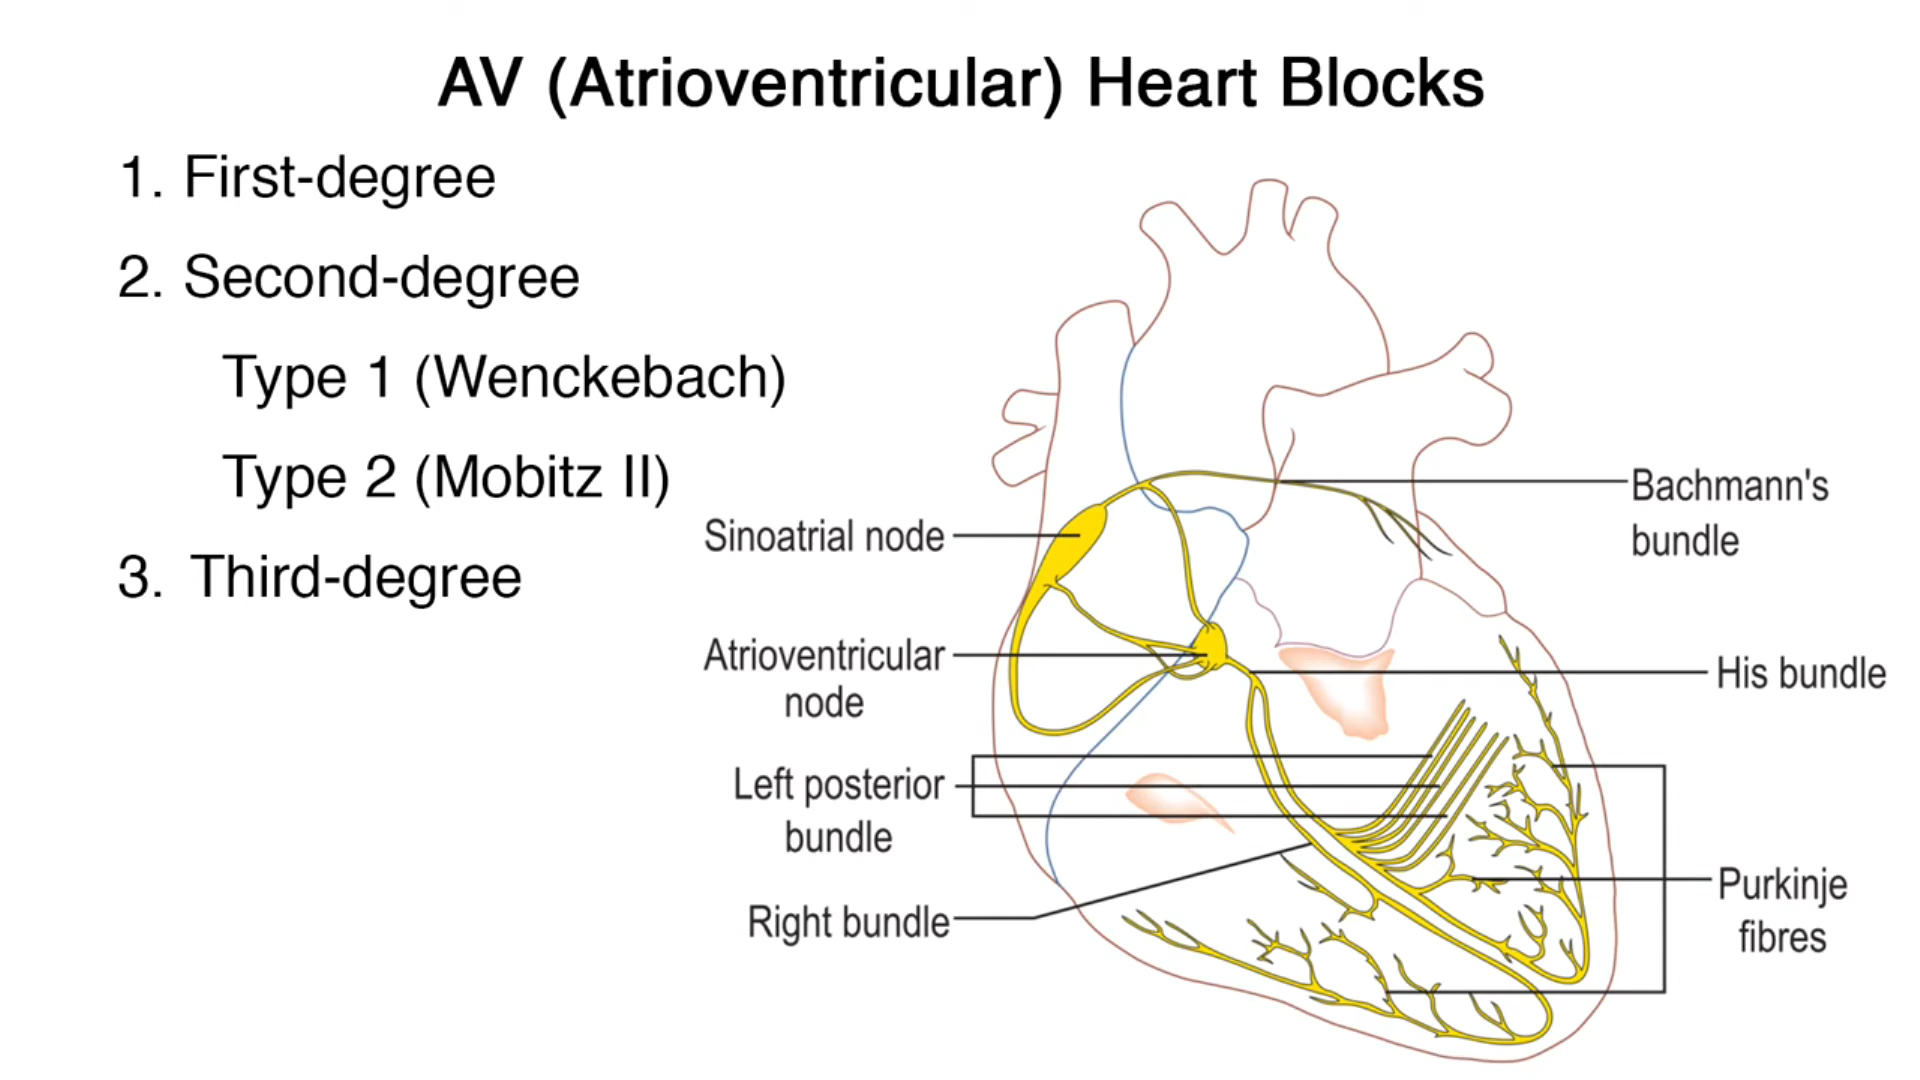 AV (Atrioventricular) Heart Blocks
1. First-degree
2. Second-degree
Type 1 (Wenckebach)
Type 2 (Mobitz II)
3. Third-degree
Sinoatrial node
Atrioventricular
node
Left posterior
bundle
Right bundle
Bachmann's
bundle
His bundle
Purkinje
fibres